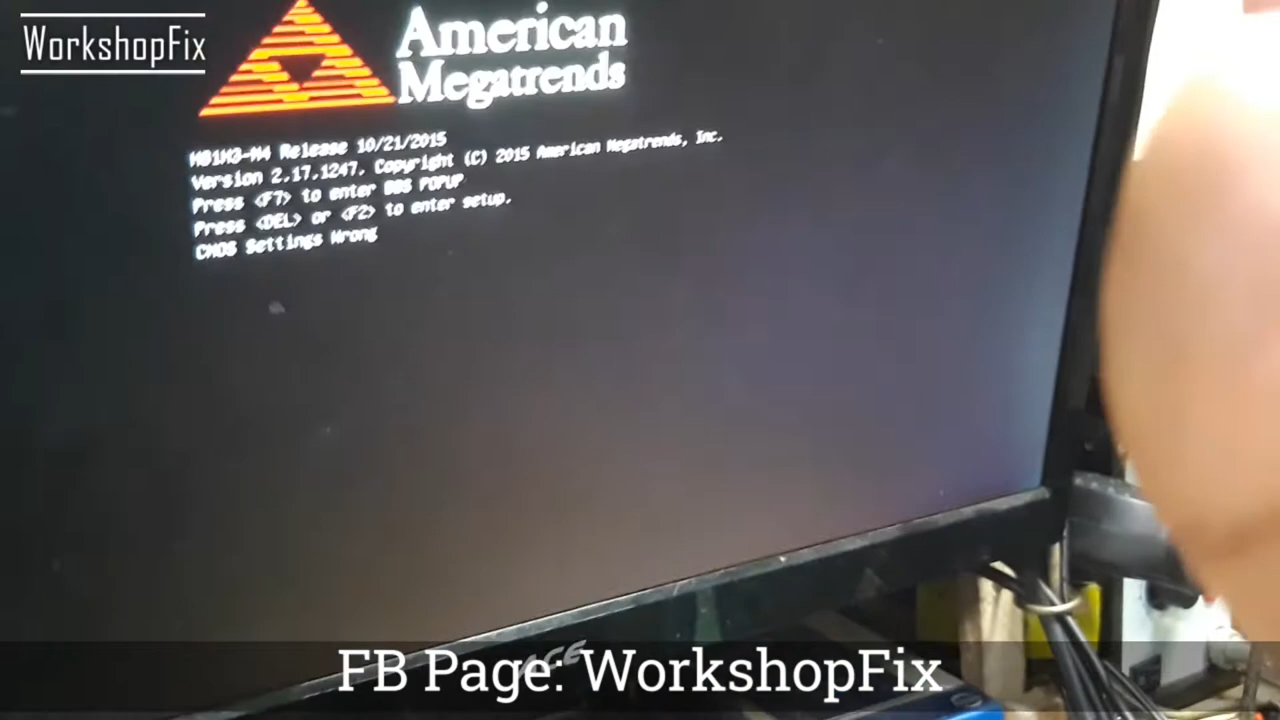 WorkshopFix
American
Megatrends
Release 10/21/2015
Version 2.17.1247. Copyright (C) 2015 American Megatrends, Inc.
Press <F7> to enter BBS POPUP
Press <DEL> or <F2> to enter setup.
CMOS Settings Wrong
FB Page: WorkshopFix